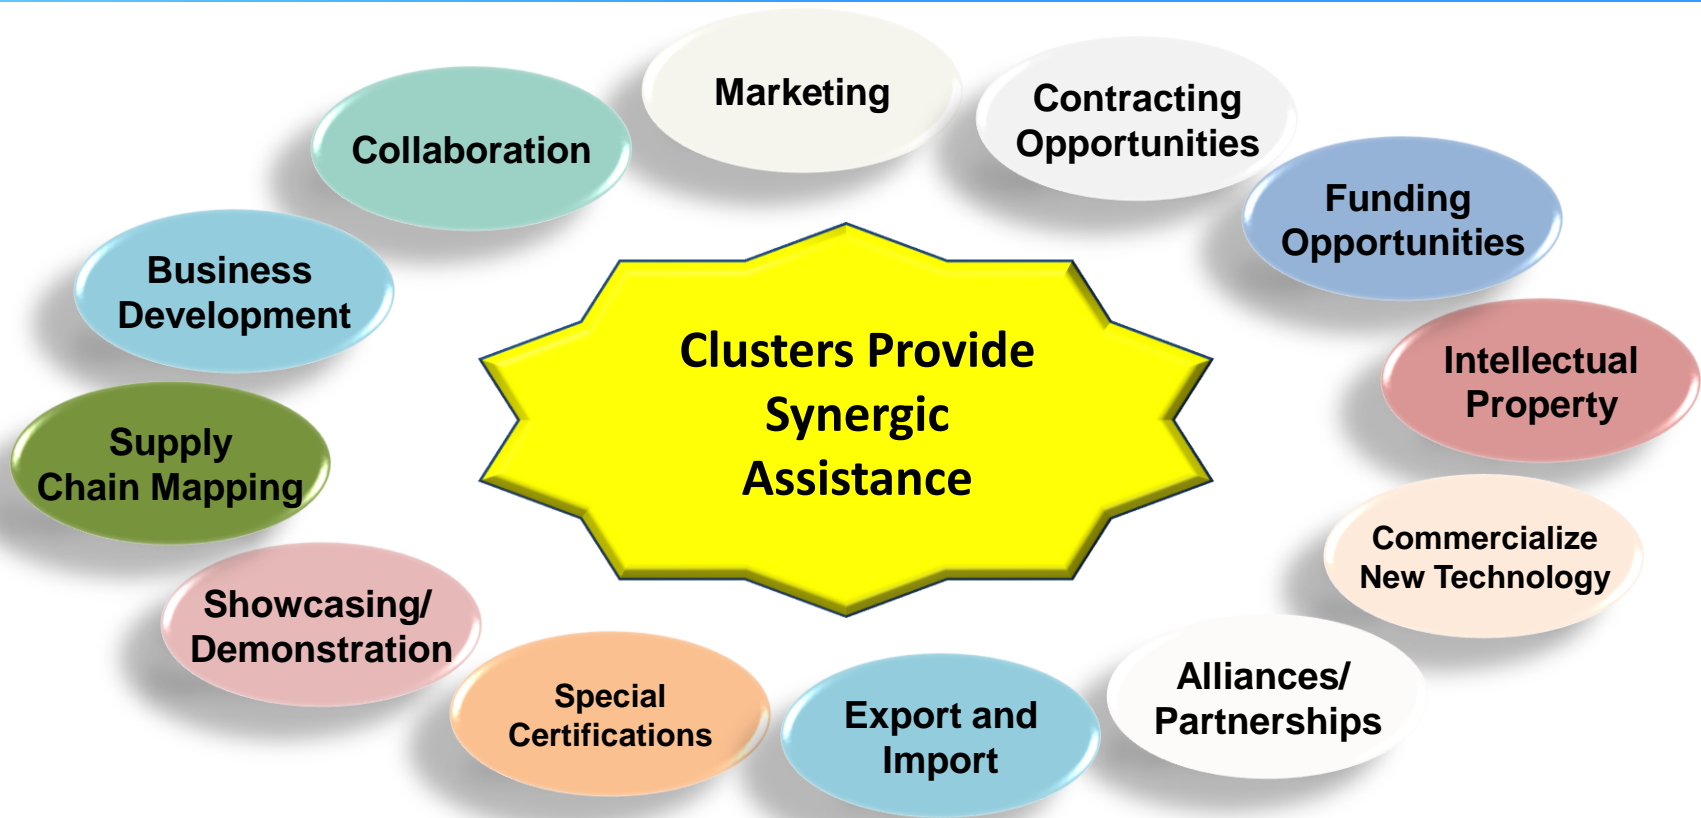 Marketing
Contracting
Opportunities
Collaboration
Funding
Opportunities
Business
Development
Clusters Provide
Synergic
Assistance
Intellectual
Property
Supply
Chain Mapping
Commercialize
New Technology
Showcasing/
Demonstration
Special
Certifications
Export and
Import
Alliances/
Partnerships